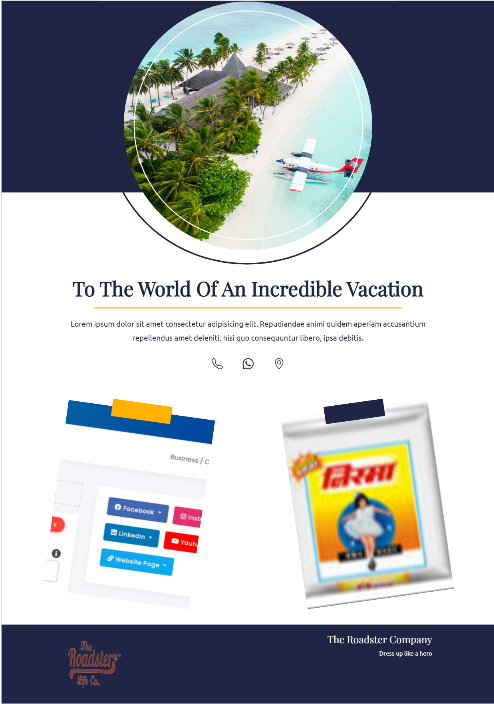 To The World Of An Incredible Vacation
Lorem ipsum dolor sit amet consectetur adipisicing elit. Repudiandae animi quidem aperiam accusantium
repellendus amet deleniti, nisi quo consequuntur libero, ipsa debitis.
Business / C
Facebook
Inst
LinkedIn
Youtu
Website Page
निरमा
The
Roadster
Life Co.
The Roadster Company
Dress up like a hero